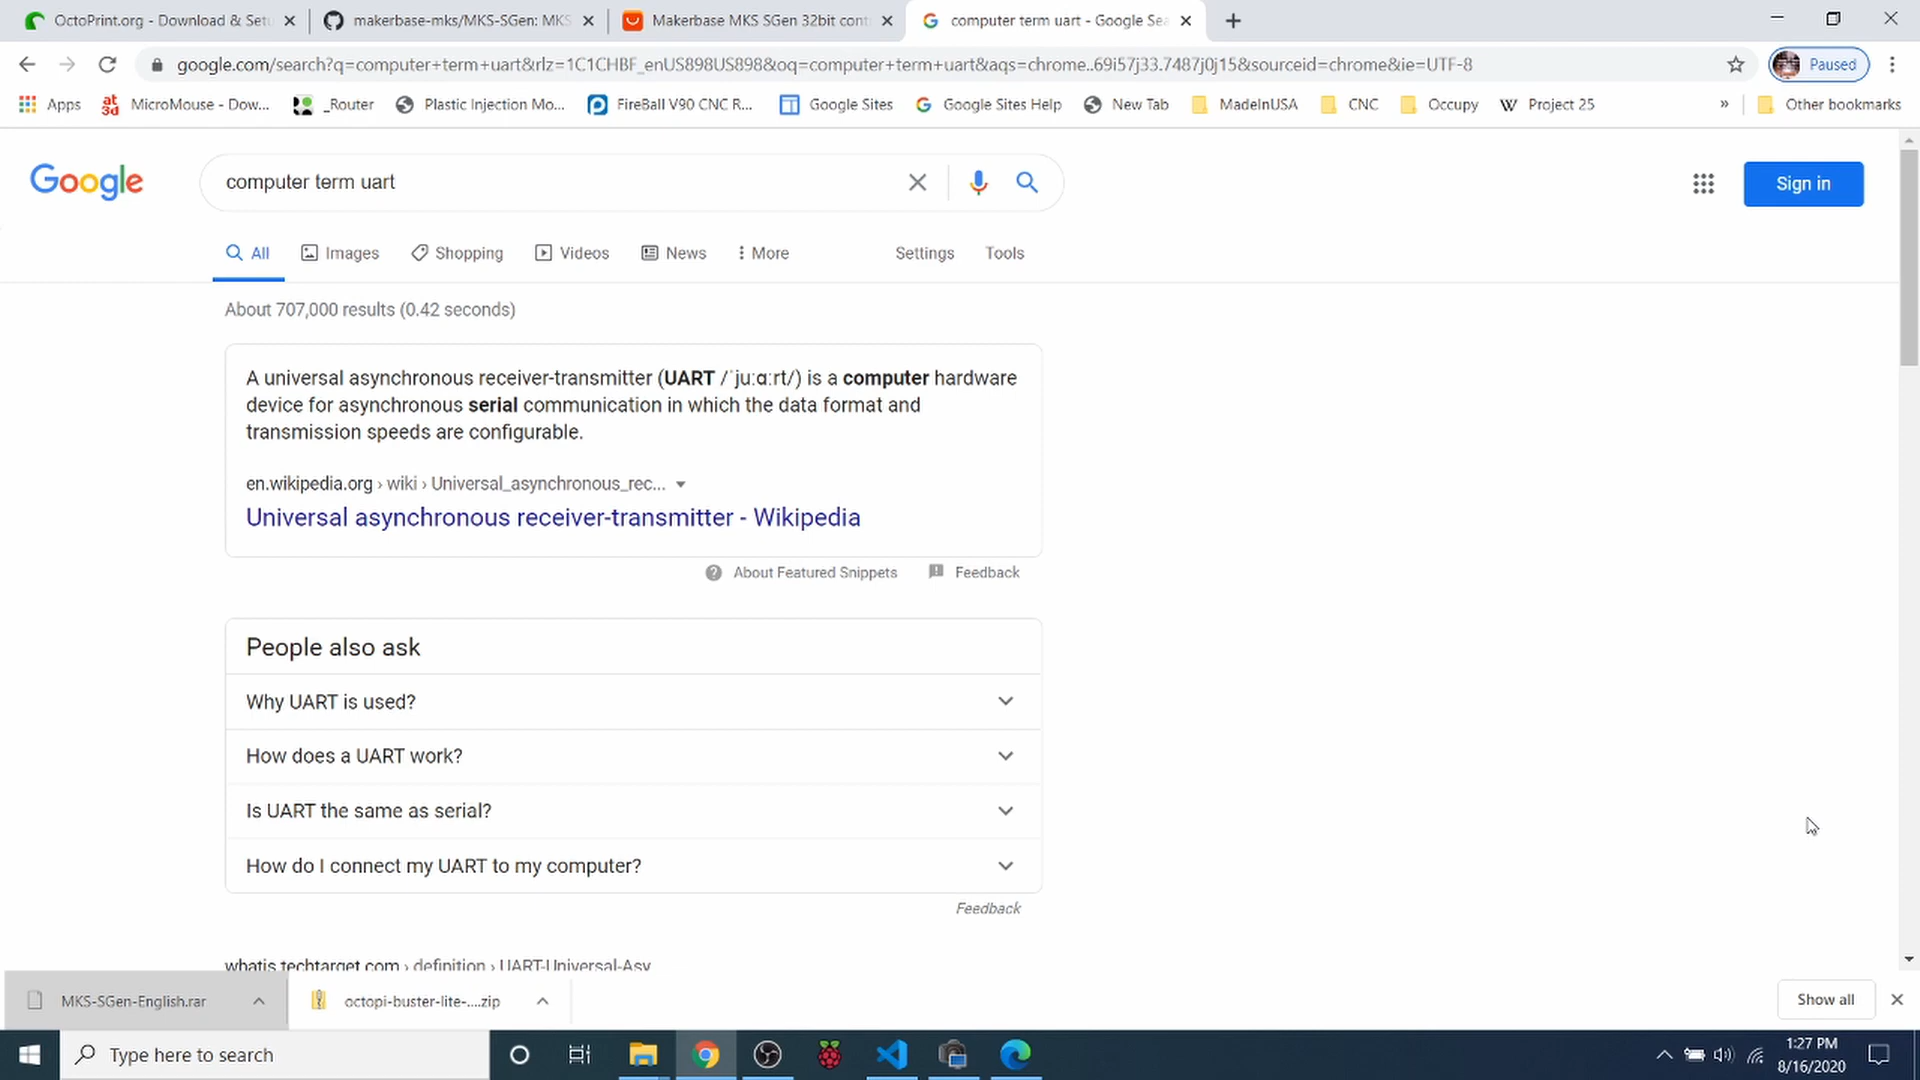 OctoPrint.org - Download & Setu
makerbase-mks/MKS-SGen: MKS
Makerbase MKS SGen 32bit cont
computer term uart - Google Sea
google.com/search?q=computer+term+uart&rlz=1C1CHBF_enUS898US898&oq=computer+term+uart&aqs=chrome..69i57j33.7487j0j15&sourceid=chrome&ie=UTF-8
Paused
Apps
at3d
MicroMouse - Dow...
_Router
Plastic Injection Mo...
FireBall V90 CNC R...
Google Sites
Google Sites Help
New Tab
MadeInUSA
CNC
Occupy
W Project 25
»
Other bookmarks
Google
computer term uart
Sign in
All
Images
Shopping
Videos
News
More
Settings
Tools
About 707,000 results (0.42 seconds)
A universal asynchronous receiver-transmitter (UART /ˈjuːɑːrt/) is a computer hardware
device for asynchronous serial communication in which the data format and
transmission speeds are configurable.
en.wikipedia.org › wiki › Universal_asynchronous_rec...
Universal asynchronous receiver-transmitter - Wikipedia
About Featured Snippets
Feedback
People also ask
Why UART is used?
How does a UART work?
Is UART the same as serial?
How do I connect my UART to my computer?
Feedback
whatis.techtarget.com › definition › UART-Universal-Asy
MKS-SGen-English.rar
octopi-buster-lite-....zip
Show all
Type here to search
1:27 PM
8/16/2020